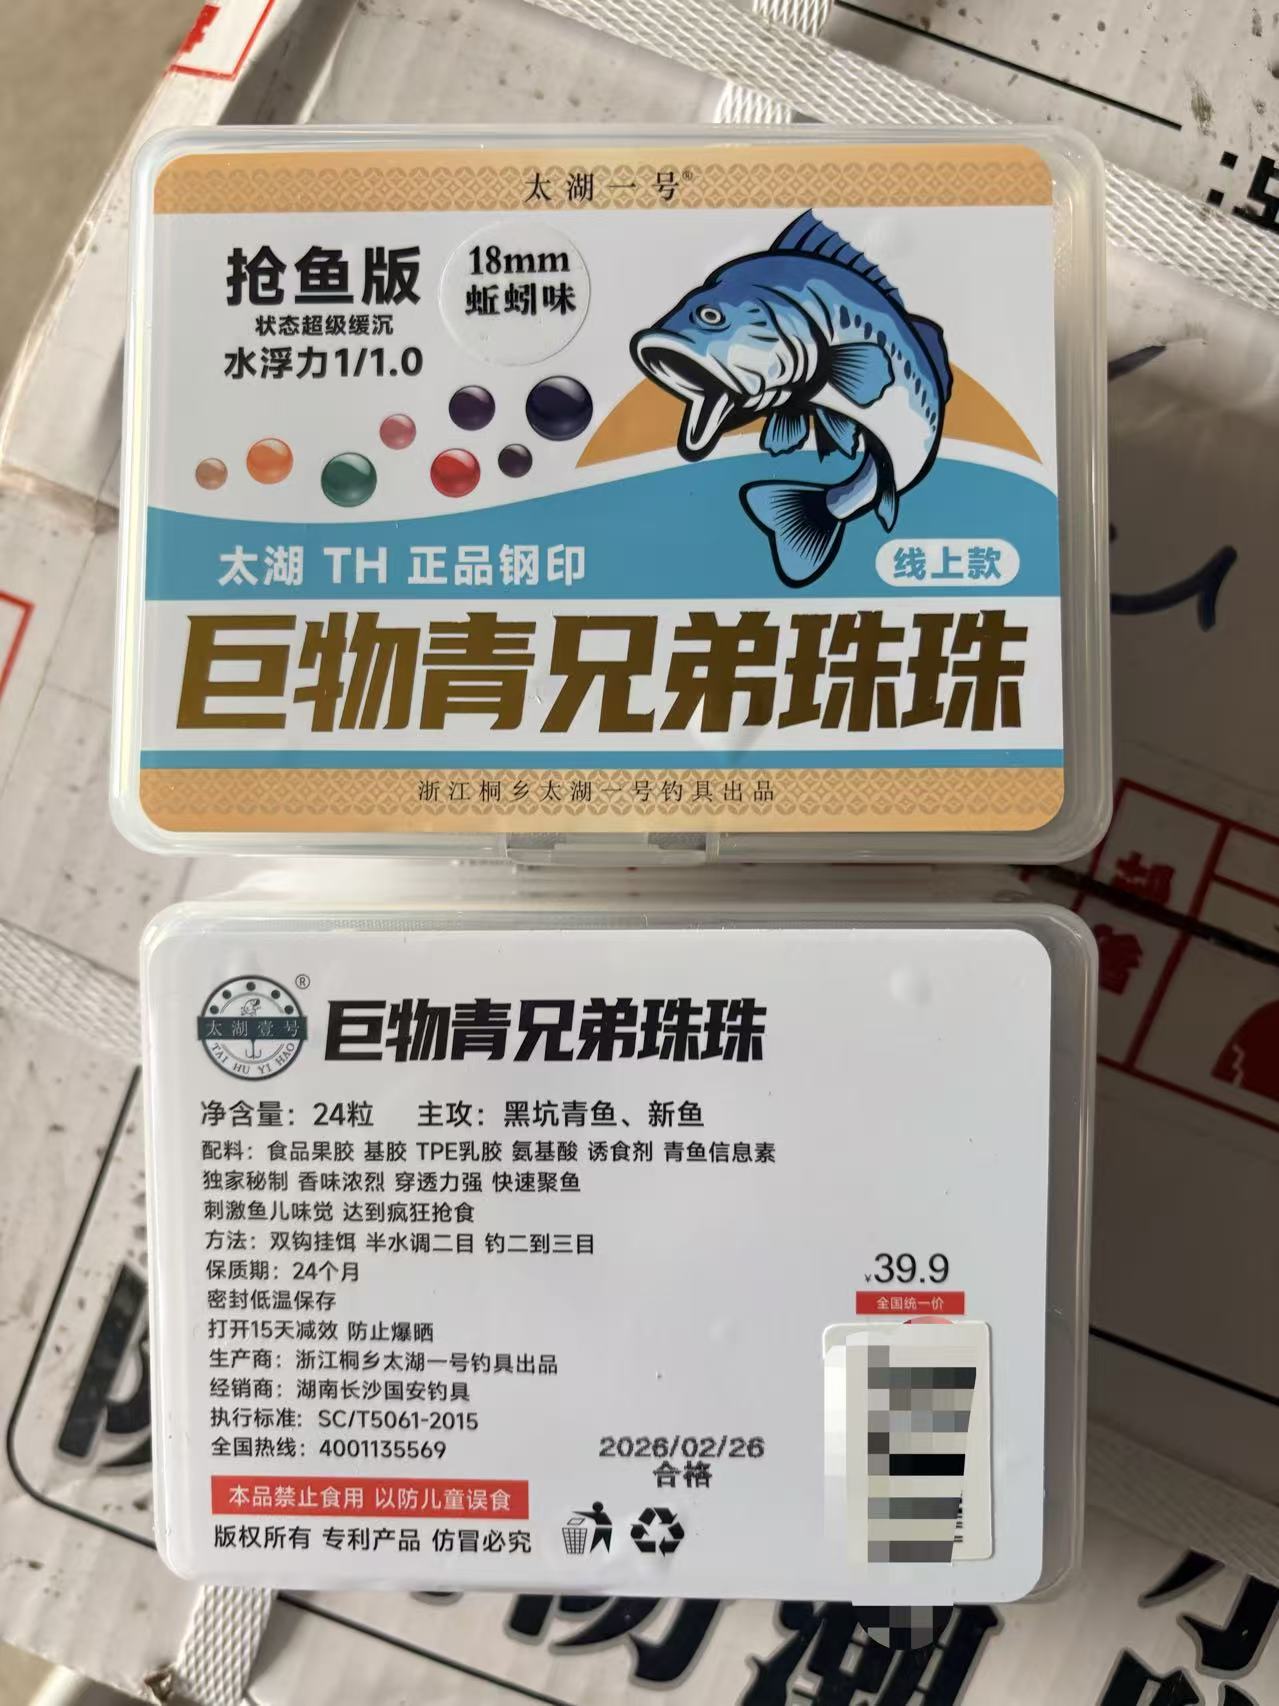 太湖一号®
抢鱼版
状态超级缓沉
水浮力1/1.0
18mm
蚯蚓味
太湖 TH 正品钢印
线上款
巨物青兄弟珠珠
浙江桐乡太湖一号钓具出品
太湖壹号
TAI HU YI HAO
®
巨物青兄弟珠珠
净含量：24粒 主攻：黑坑青鱼、新鱼
配料：食品果胶 基胶 TPE乳胶 氨基酸 诱食剂 青鱼信息素
独家秘制 香味浓烈 穿透力强 快速聚鱼
刺激鱼儿味觉 达到疯狂抢食
方法：双钩挂饵 半水调二目 钓二到三目
保质期：24个月
密封低温保存
打开15天减效 防止爆晒
生产商：浙江桐乡太湖一号钓具出品
经销商：湖南长沙国安钓具
执行标准：SC/T5061-2015
全国热线：4001135569
本品禁止食用 以防儿童误食
版权所有 专利产品 仿冒必究
2026/02/26
合格
¥39.9
全国统一价